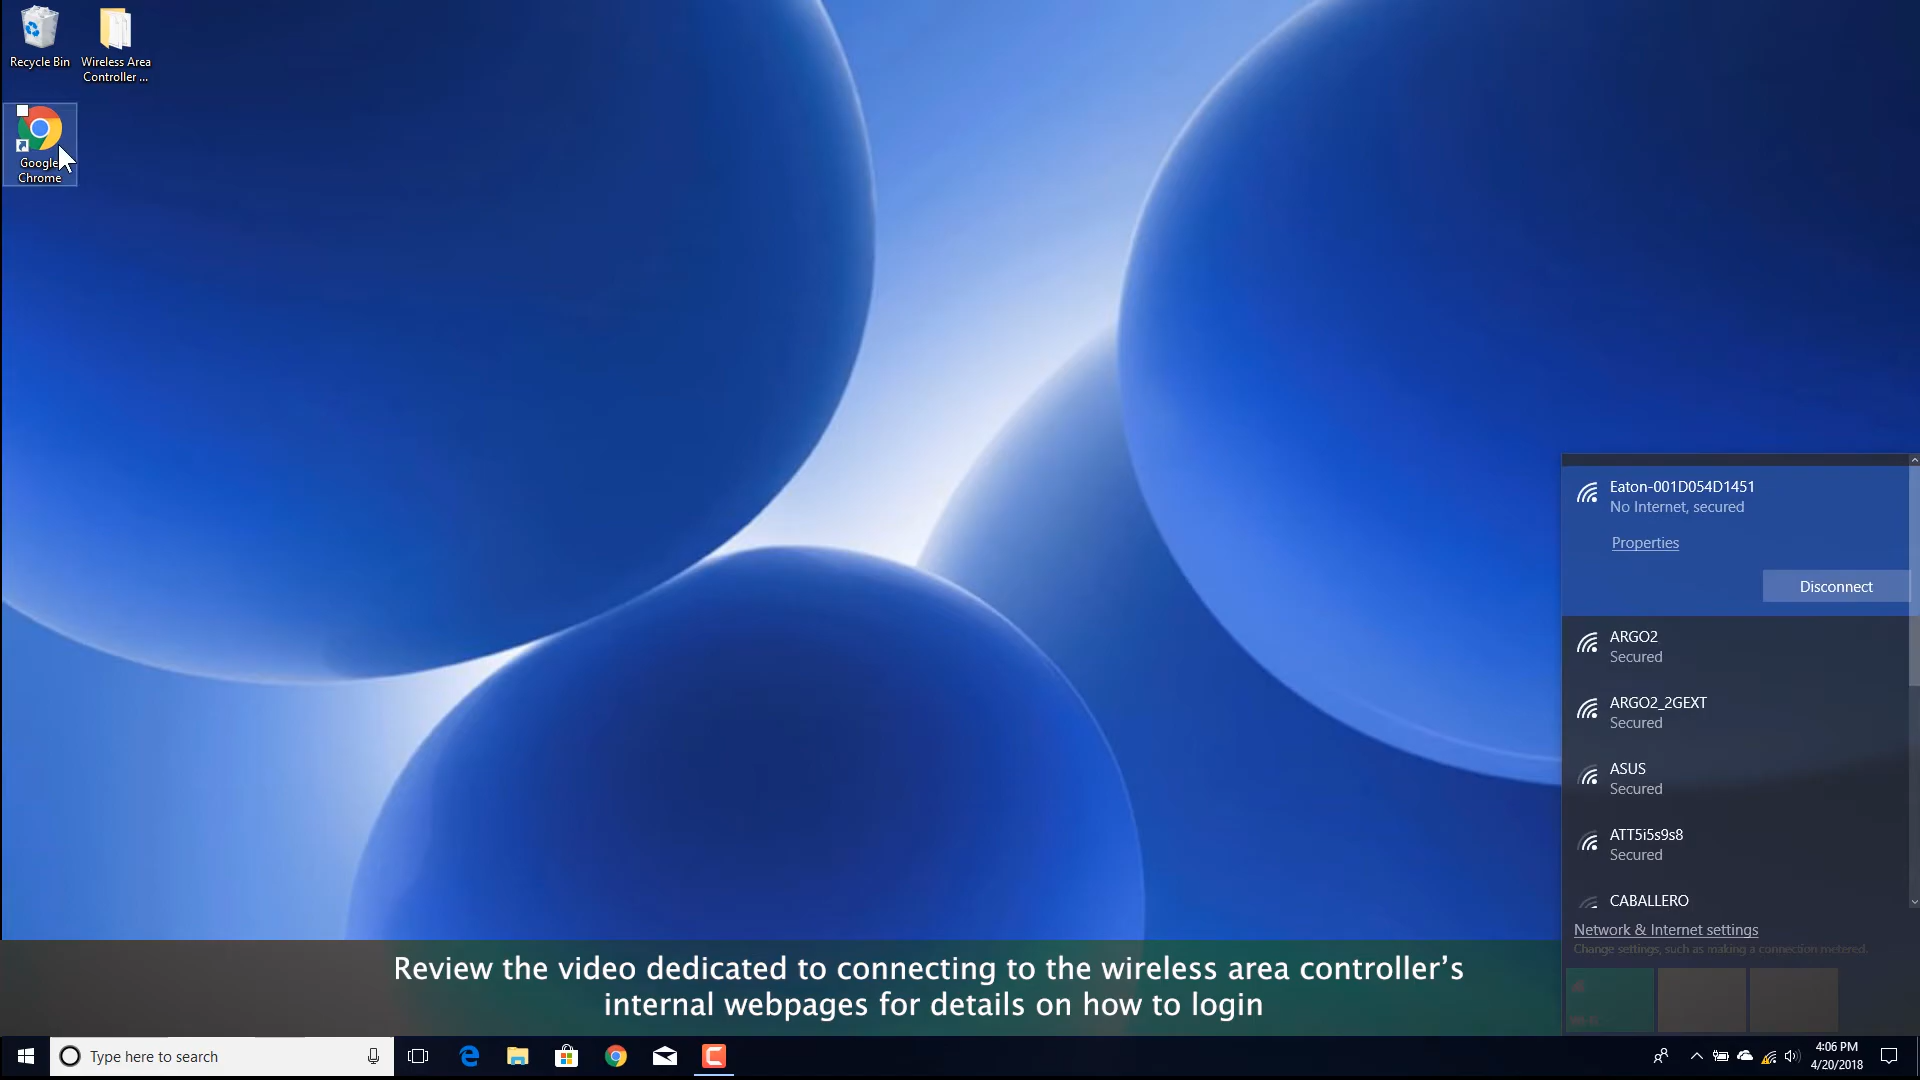 Recycle Bin
Wireless Area
Controller ...
Google
Chrome
Eaton-001D054D1451
No Internet, secured
Properties
Disconnect
ARGO2
Secured
ARGO2_2GEXT
Secured
ASUS
Secured
ATT5i5s9s8
Secured
CABALLERO
Network & Internet settings
Change settings, such as making a connection metered.
Review the video dedicated to connecting to the wireless area controller’s
internal webpages for details on how to login
Type here to search
4:06 PM
4/20/2018